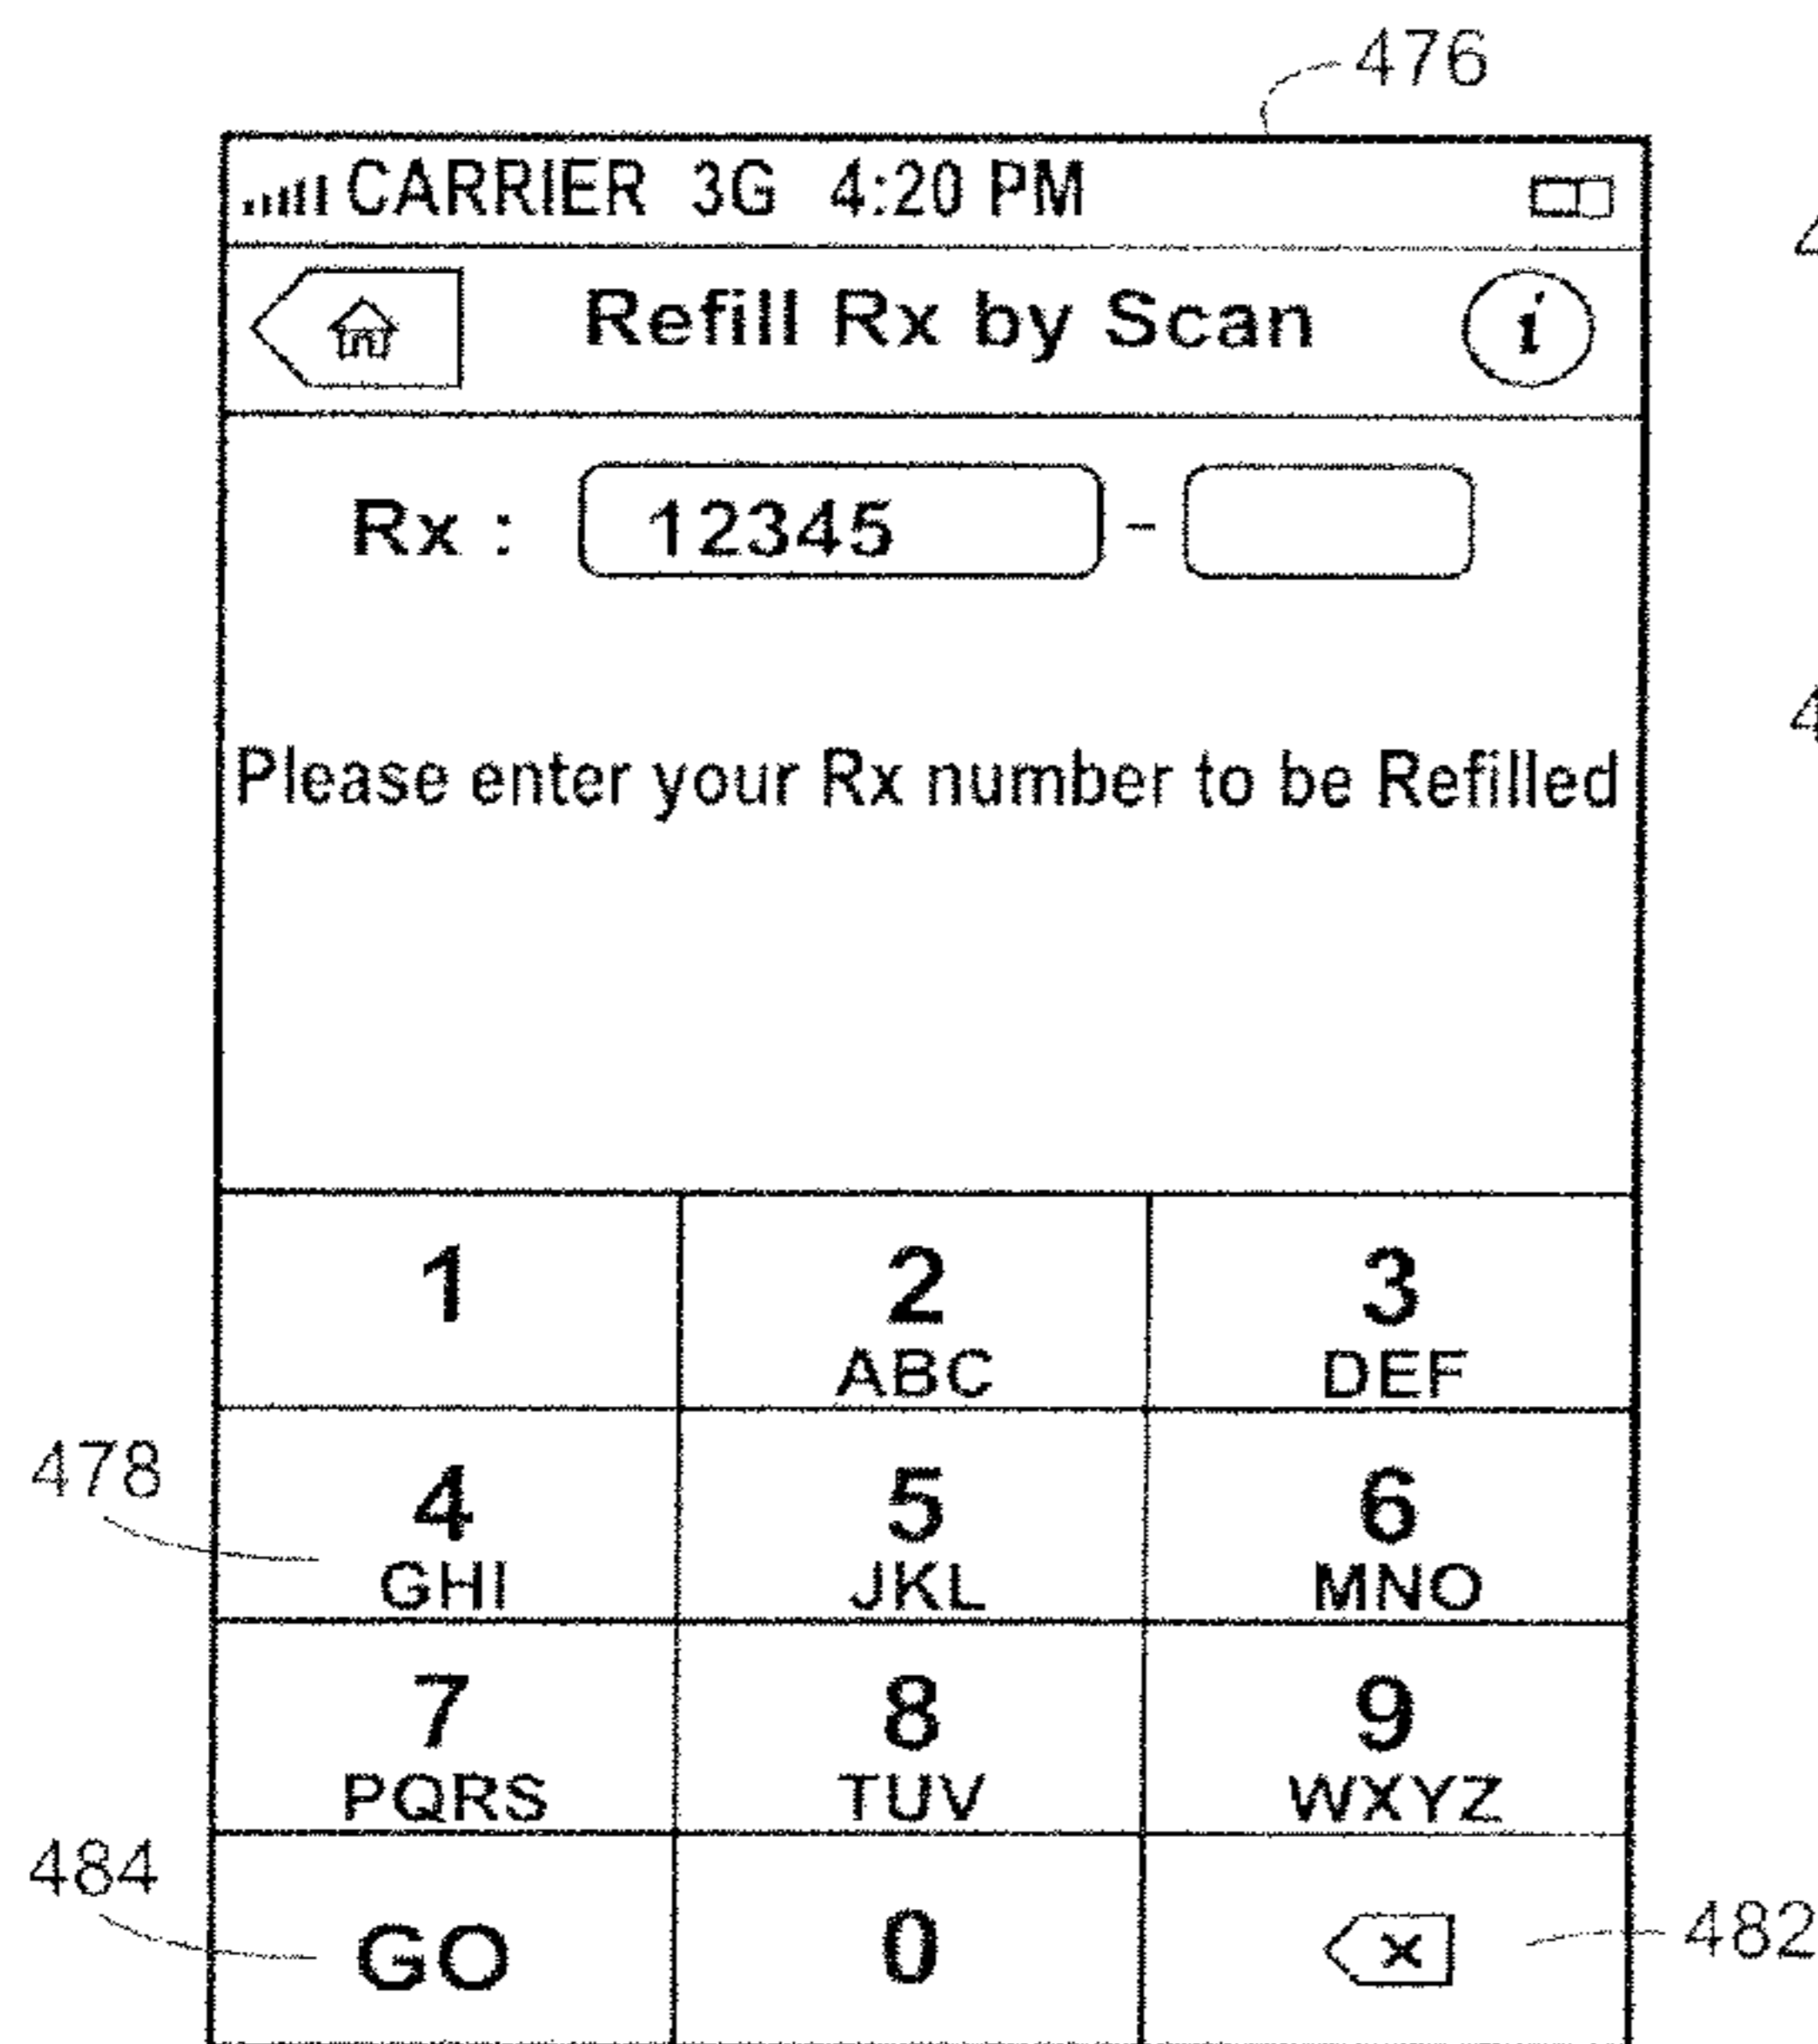 476
CARRIER 3G 4:20 PM
Refill Rx by Scan i
Rx : 12345 -
Please enter your Rx number to be Refilled
1 2 3
ABC DEF
478
4 5 6
GHI JKL MNO
7 8 9
PQRS TUV WXYZ
484
GO 0 X
482